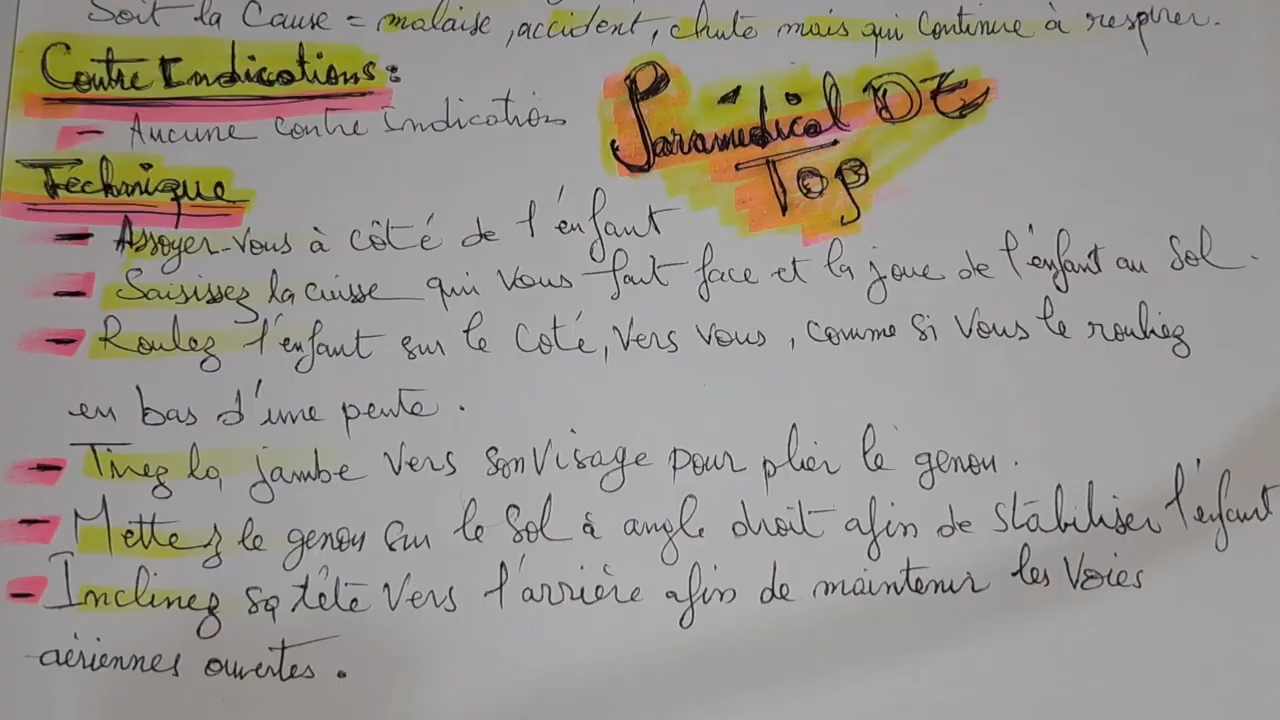 Soit la Cause = malaise, accident, chute mais qui Continue à respirer.
Contre Indications :
- Aucune contre Indication
Paramédical DE
Top
Technique
- Assoyer-Vous à côté de l'enfant
- Saisissez la cuisse qui vous fait face et la joue de l'enfant au Sol.
- Roulez l'enfant sur le coté, vers vous, comme si vous le rouliez
en bas d'une pente.
- Tirez la jambe vers son visage pour plier le genou.
- Mettez le genou sur le sol à angle droit afin de stabiliser l'enfant
- Inclinez sa tête vers l'arrière afin de maintenir les Voies
aériennes ouvertes.